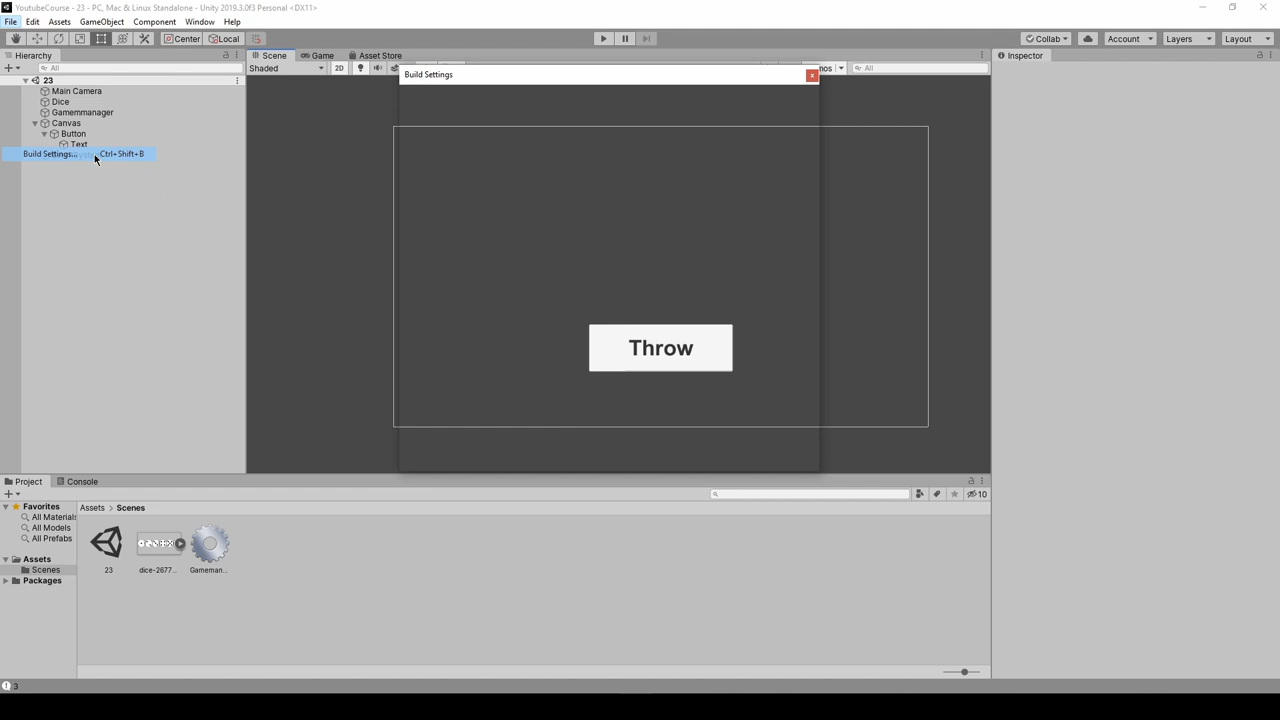 YoutubeCourse - 23 - PC, Mac & Linux Standalone - Unity 2019.3.0f3 Personal <DX11>
File Edit Assets GameObject Component Window Help
Center Local Collab Account Layers Layout
Hierarchy Scene Game Asset Store Inspector
All Shaded 2D All
Build Settings
23
Main Camera
Dice
Gamemmanager
Canvas
Button
Text
Build Settings... Ctrl+Shift+B
Throw
Project Console
10
Favorites
All Materials
All Models
All Prefabs
Assets
Scenes
Packages
Assets > Scenes
23 dice-2677... Gameman...
3